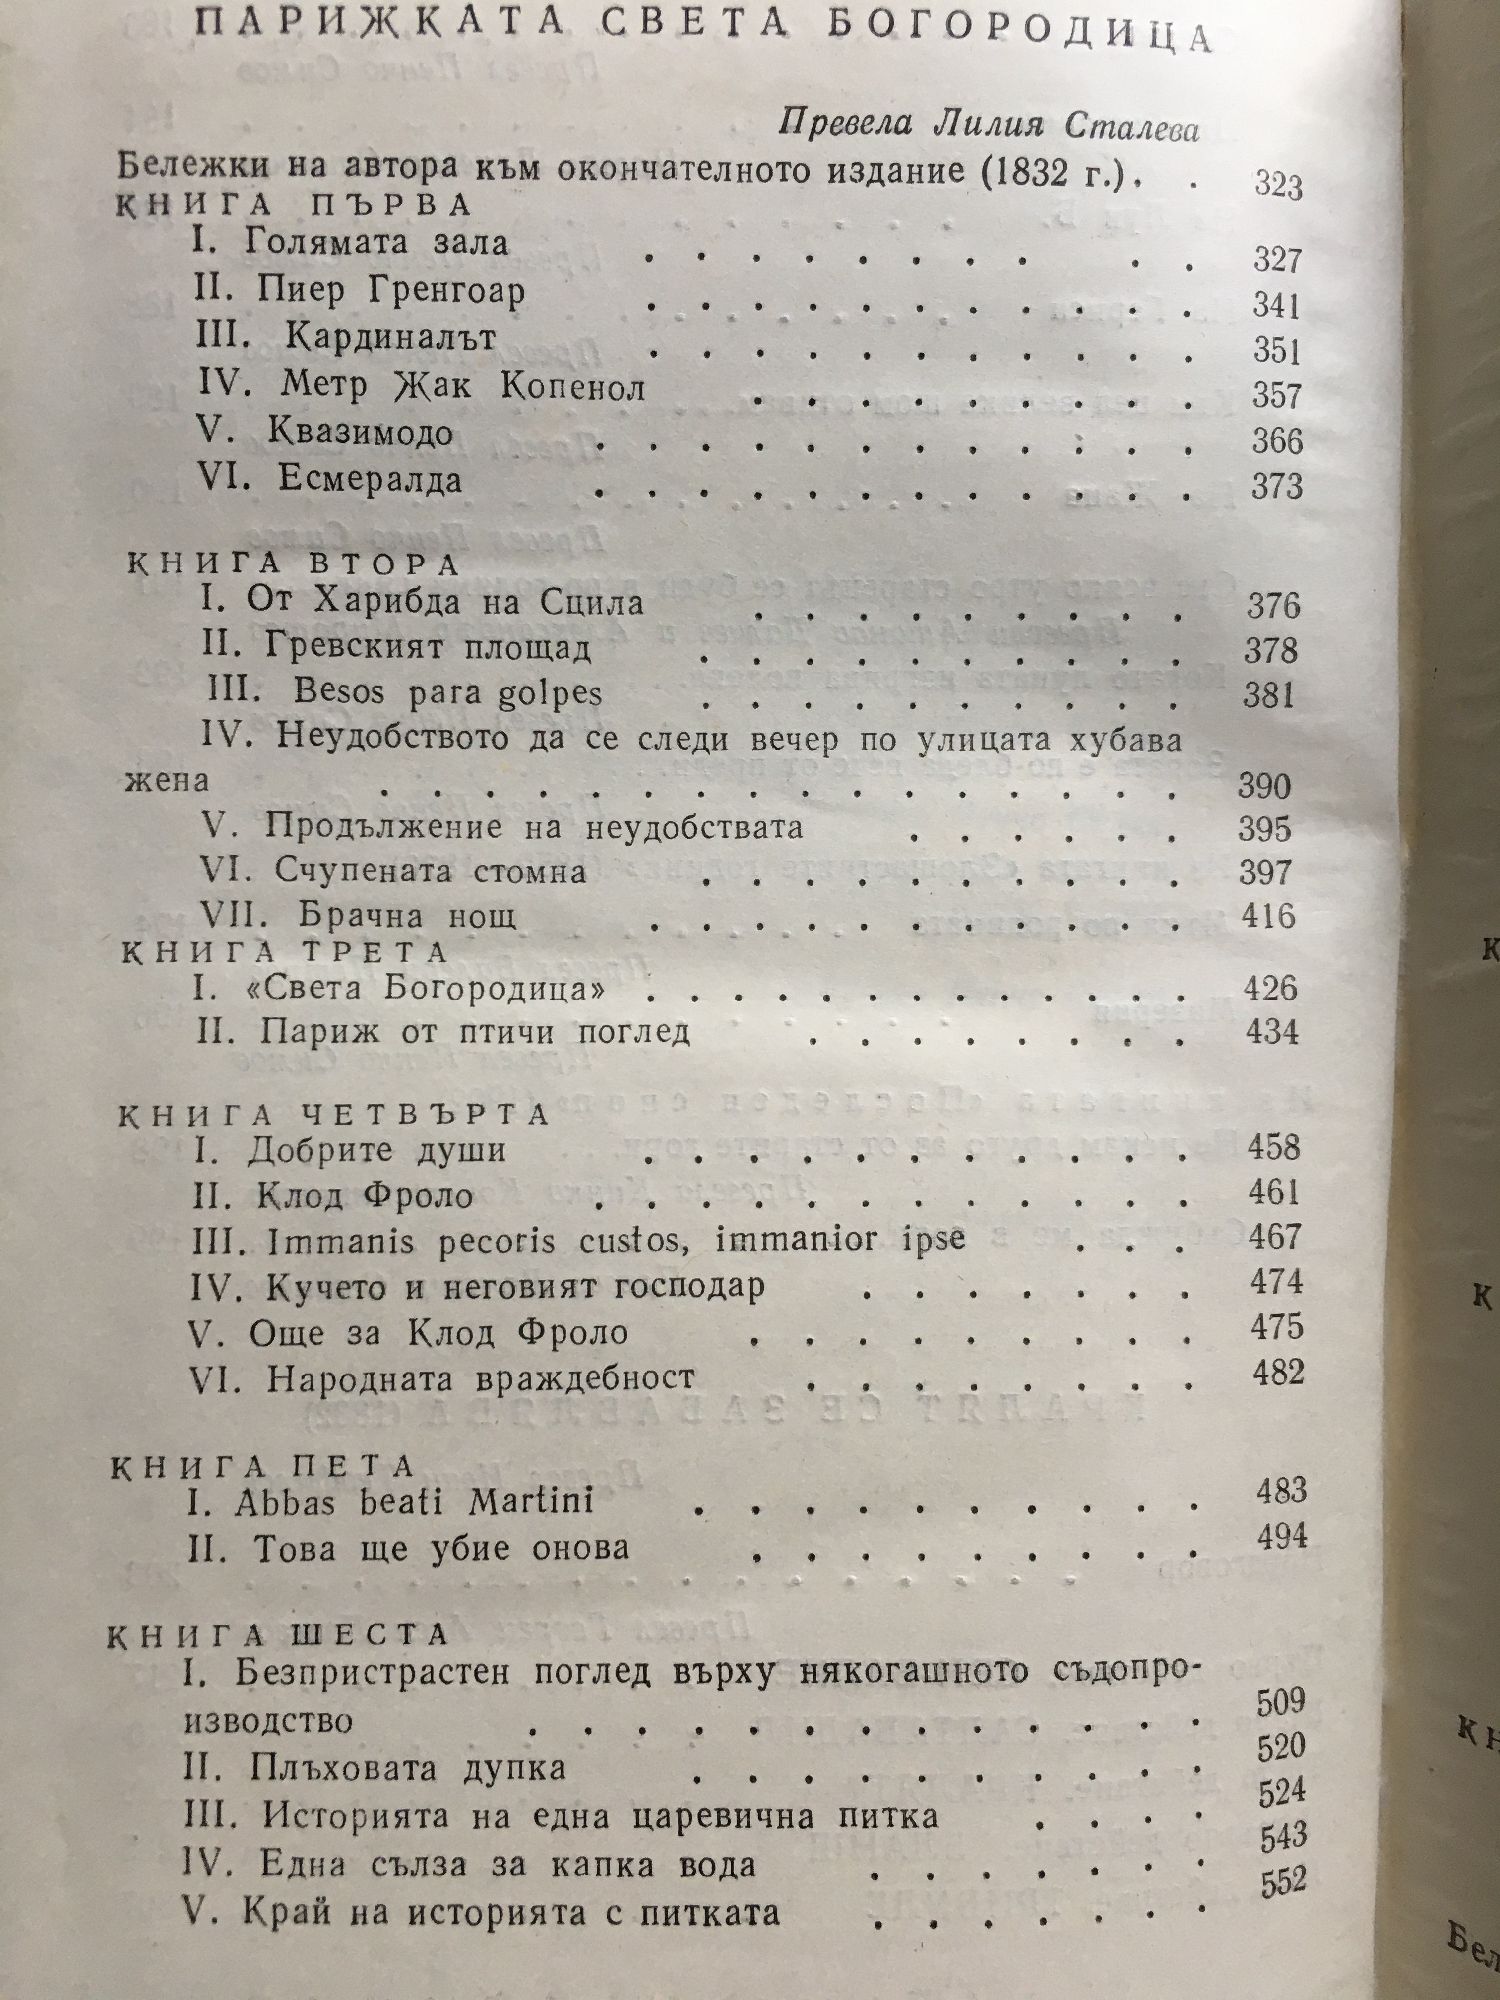 ПАРИЖКАТА СВЕТА БОГОРОДИЦА
Превела Лилия Сталева
Бележки на автора към окончателното издание (1832 г.). . 323
КНИГА ПЪРВА
I. Голямата зала . . . . . . . . . . 327
II. Пиер Гренгоар . . . . . . . . . . . 341
III. Кардиналът . . . . . . . . . . . 351
IV. Метр Жак Копенол . . . . . . . . . 357
V. Квазимодо . . . . . . . . . . . . 366
VI. Есмералда . . . . . . . . . . . . 373
КНИГА ВТОРА
I. От Харибда на Сцила . . . . . . . . . 376
II. Гревският площад . . . . . . . . . . 378
III. Besos para golpes . . . . . . . . . . 381
IV. Неудобството да се следи вечер по улицата хубава
жена . . . . . . . . . . . . . . . . 390
V. Продължение на неудобствата . . . . . . 395
VI. Счупената стомна . . . . . . . . . . 397
VII. Брачна нощ . . . . . . . . . . . 416
КНИГА ТРЕТА
I. «Света Богородица» . . . . . . . . . . . . . 426
II. Париж от птичи поглед . . . . . . . . 434
КНИГА ЧЕТВЪРТА
I. Добрите души . . . . . . . . . . . 458
II. Клод Фроло . . . . . . . . . . . . 461
III. Immanis pecoris custos, immanior ipse . . . 467
IV. Кучето и неговият господар . . . . . . . 474
V. Още за Клод Фроло . . . . . . . . . 475
VI. Народната враждебност . . . . . . . . 482
КНИГА ПЕТА
I. Abbas beati Martini . . . . . . . . . . 483
II. Това ще убие онова . . . . . . . . . 494
КНИГА ШЕСТА
I. Безпристрастен поглед върху някогашното съдопро-
изводство . . . . . . . . . . . . . 509
II. Плъховата дупка . . . . . . . . . . 520
III. Историята на една царевична питка . . . . 524
IV. Една сълза за капка вода . . . . . . . 543
V. Край на историята с питката . . . . . . . 552